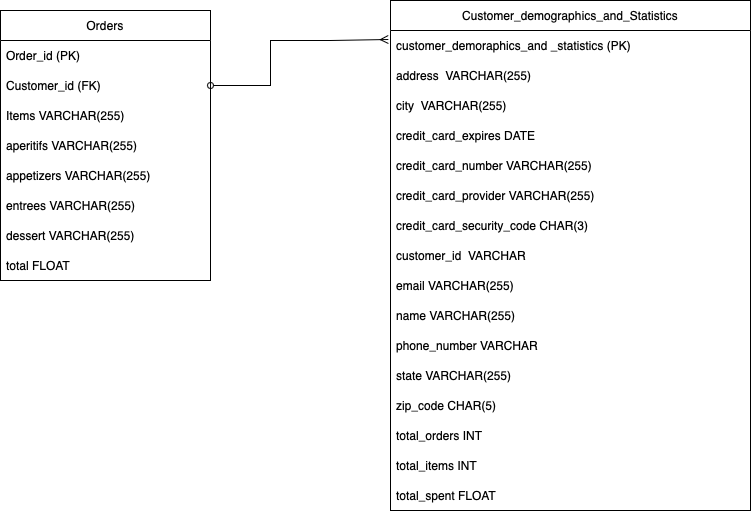 Orders
Order_id (PK)
Customer_id (FK)
Items VARCHAR(255)
aperitifs VARCHAR(255)
appetizers VARCHAR(255)
entrees VARCHAR(255)
dessert VARCHAR(255)
total FLOAT
Customer_demographics_and_Statistics
customer_demoraphics_and _statistics (PK)
address  VARCHAR(255)
city  VARCHAR(255)
credit_card_expires DATE
credit_card_number VARCHAR(255)
credit_card_provider VARCHAR(255)
credit_card_security_code CHAR(3)
customer_id  VARCHAR
email VARCHAR(255)
name VARCHAR(255)
phone_number VARCHAR
state VARCHAR(255)
zip_code CHAR(5)
total_orders INT
total_items INT
total_spent FLOAT